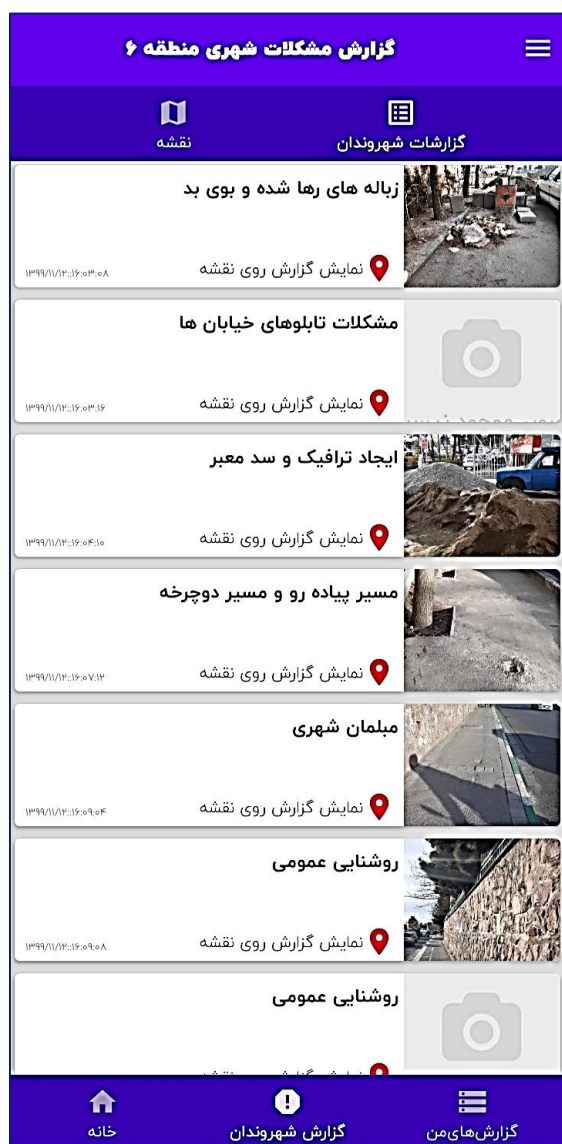 گزارش مشکلات شهری منطقه ۶
گزارشات شهروندان
نقشه
زباله های رها شده و بوی بد
نمایش گزارش روی نقشه
۱۳۹۹/۱۱/۱۲::۱۶:۰۳:۰۸
مشکلات تابلوهای خیابان ها
نمایش گزارش روی نقشه
۱۳۹۹/۱۱/۱۲::۱۶:۰۳:۱۶
ایجاد ترافیک و سد معبر
نمایش گزارش روی نقشه
۱۳۹۹/۱۱/۱۲::۱۶:۰۴:۱۰
مسیر پیاده رو و مسیر دوچرخه
نمایش گزارش روی نقشه
۱۳۹۹/۱۱/۱۲::۱۶:۰۷:۱۲
مبلمان شهری
نمایش گزارش روی نقشه
۱۳۹۹/۱۱/۱۲::۱۶:۰۹:۰۴
روشنایی عمومی
نمایش گزارش روی نقشه
۱۳۹۹/۱۱/۱۲::۱۶:۰۹:۰۸
روشنایی عمومی
گزارش‌های‌من
گزارش شهروندان
خانه